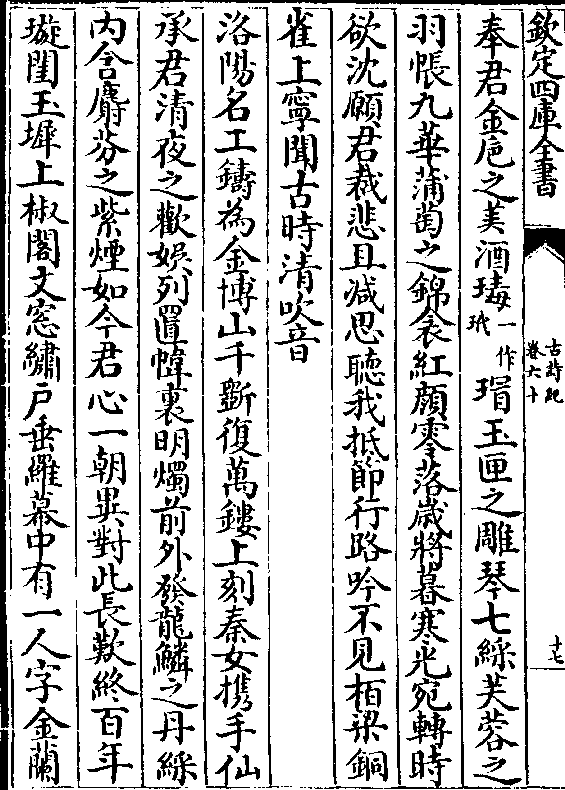 欽定四庫全書
古詩紀
卷六十
十七
奉君金巵之美酒瑇一作玳瑁玉匣之雕琴七綵芙蓉之
羽帳九華蒲萄之錦衾紅顔零落歲將暮寒光宛轉時
欲沈願君裁悲且減思聽我抵節行路吟不見柏梁銅
雀上寧聞古時清吹音
洛陽名工鑄為金博山千斵復萬鏤上刻秦女携手仙
承君清夜之歡娯列置幃裏明燭前外發龍鱗之丹綵
内含麝芬之紫煙如今君心一朝異對此長歎終百年
璇閨玉墀上椒閣文窓繡戸垂羅幕中有一人字金蘭